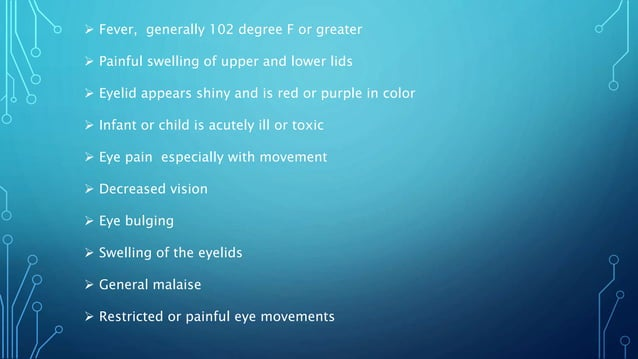 ➢ Fever,  generally 102 degree F or greater
➢ Painful swelling of upper and lower lids
➢ Eyelid appears shiny and is red or purple in color
➢ Infant or child is acutely ill or toxic
➢ Eye pain  especially with movement
➢ Decreased vision
➢ Eye bulging
➢ Swelling of the eyelids
➢ General malaise
➢ Restricted or painful eye movements